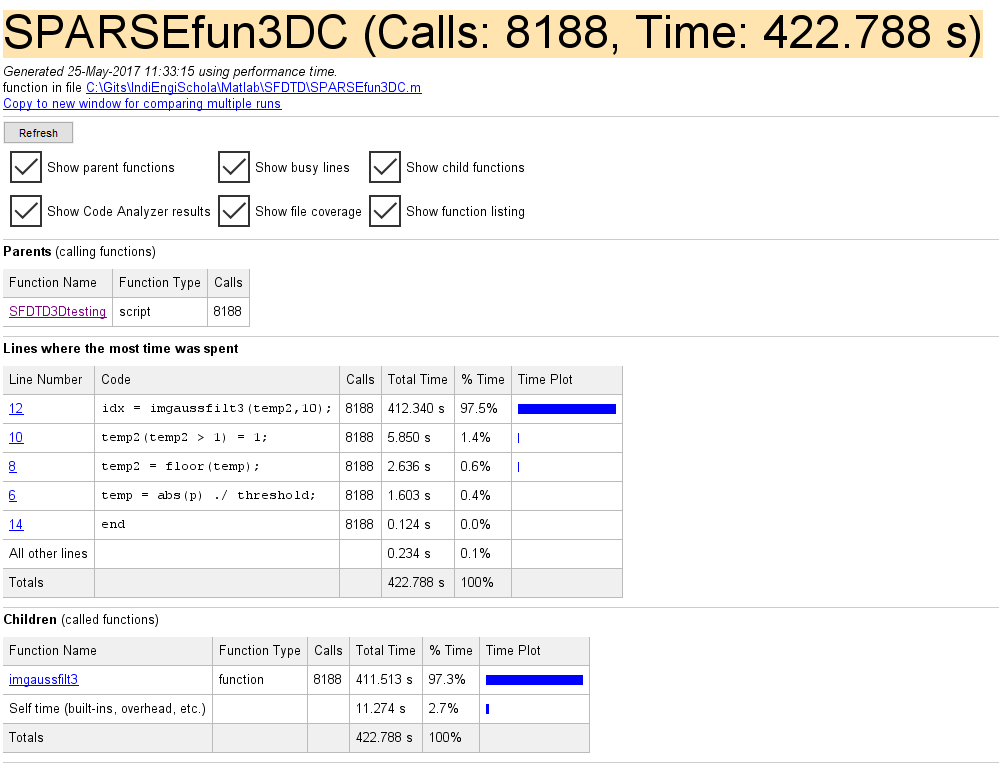 SPARSEfun3DC (Calls: 8188, Time: 422.788 s)
Generated 25-May-2017 11:33:15 using performance time.
function in file C:\Gits\IndiEngiSchola\Matlab\SFDTD\SPARSEfun3DC.m
Copy to new window for comparing multiple runs
Refresh
Show parent functions Show busy lines Show child functions
Show Code Analyzer results Show file coverage Show function listing
Parents (calling functions)
Function Name Function Type Calls
SFDTD3Dtesting script 8188
Lines where the most time was spent
Line Number Code Calls Total Time % Time Time Plot
12 idx = imgaussfilt3(temp2,10); 8188 412.340 s 97.5%
10 temp2(temp2 > 1) = 1; 8188 5.850 s 1.4%
8 temp2 = floor(temp); 8188 2.636 s 0.6%
6 temp = abs(p) ./ threshold; 8188 1.603 s 0.4%
14 end 8188 0.124 s 0.0%
All other lines 0.234 s 0.1%
Totals 422.788 s 100%
Children (called functions)
Function Name Function Type Calls Total Time % Time Time Plot
imgaussfilt3 function 8188 411.513 s 97.3%
Self time (built-ins, overhead, etc.) 11.274 s 2.7%
Totals 422.788 s 100%